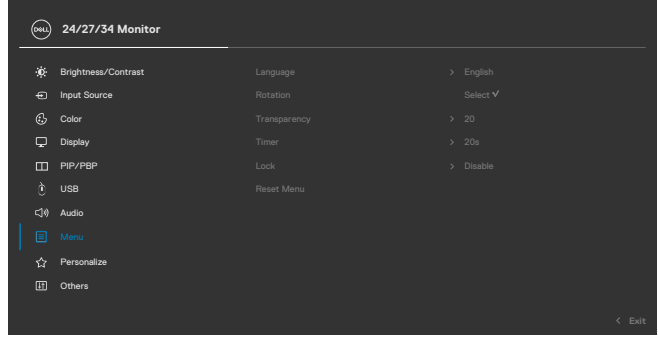 DELL 24/27/34 Monitor
Brightness/Contrast Language > English
Input Source Rotation Select ✓
Color Transparency > 20
Display Timer > 20s
PIP/PBP Lock > Disable
USB Reset Menu
Audio
Menu
Personalize
Others
< Exit